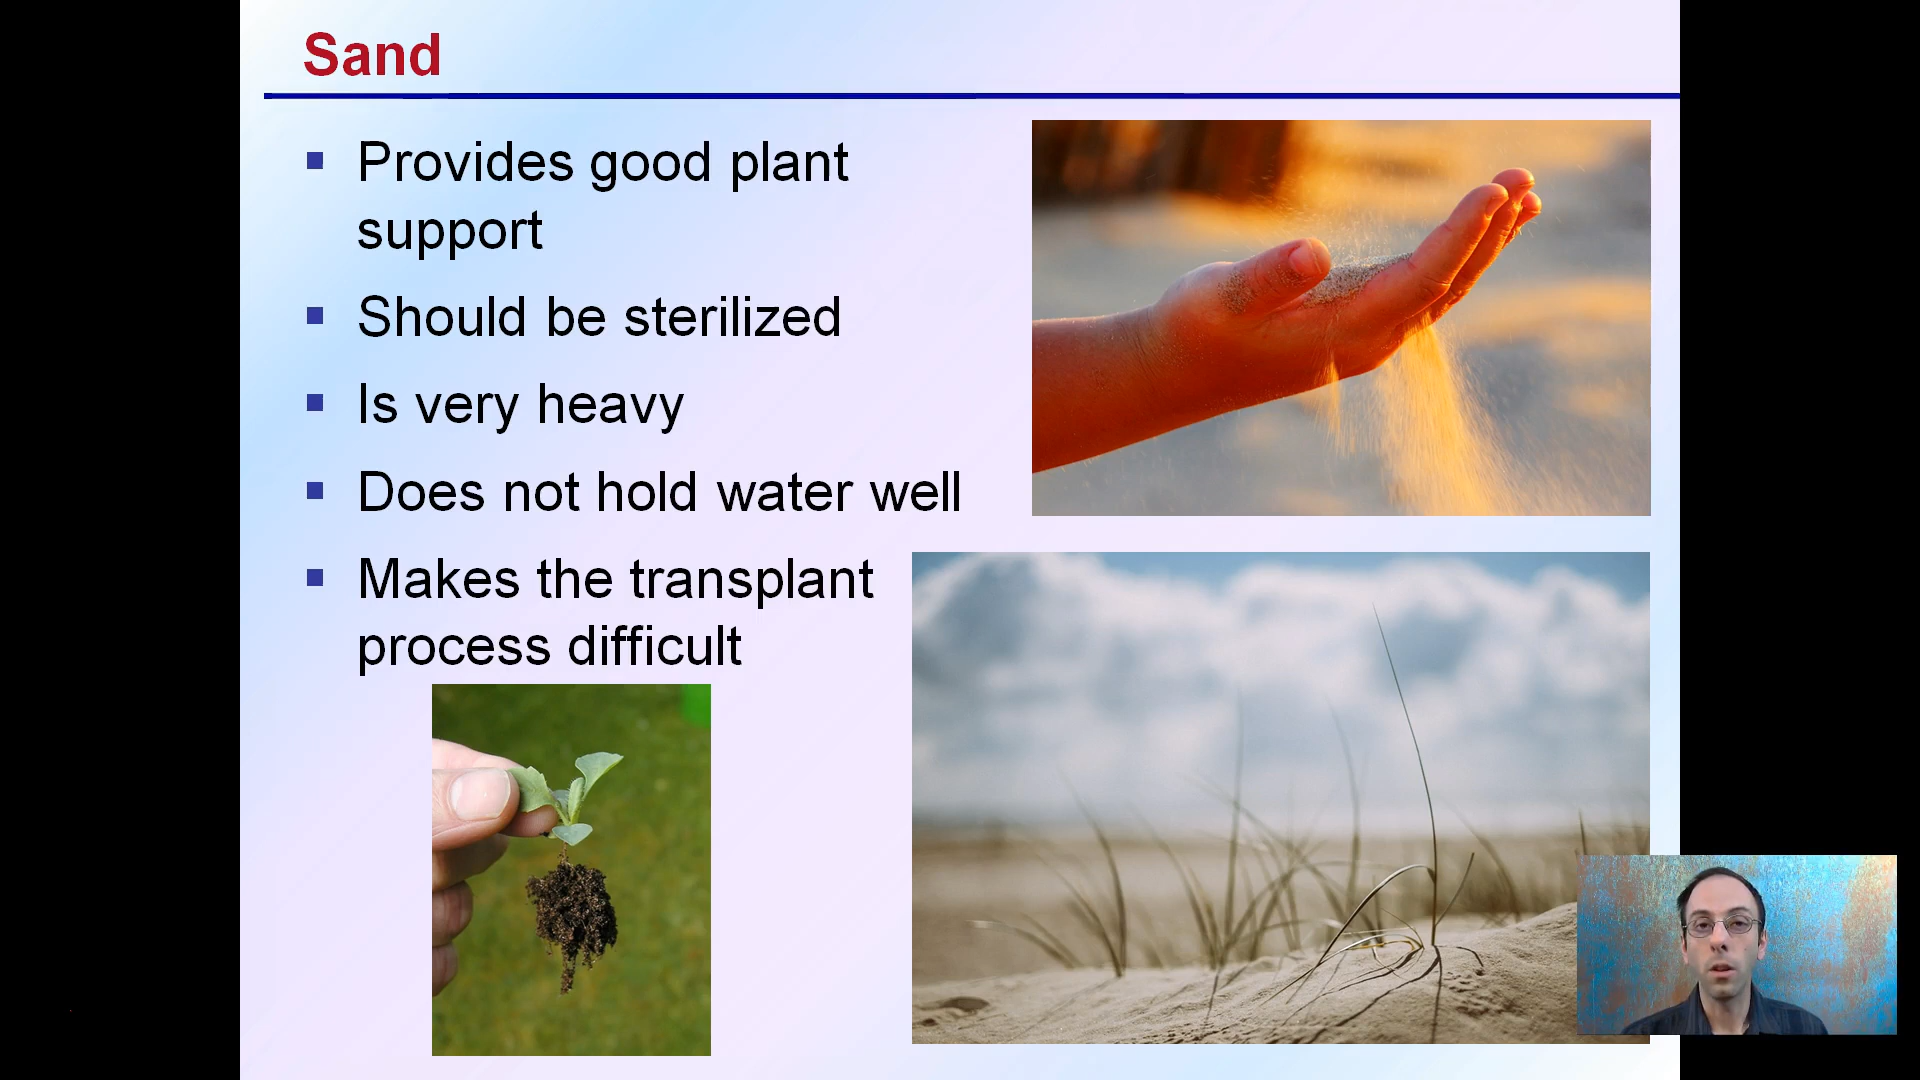 Sand
Provides good plant
support
Should be sterilized
Is very heavy
Does not hold water well
Makes the transplant
process difficult